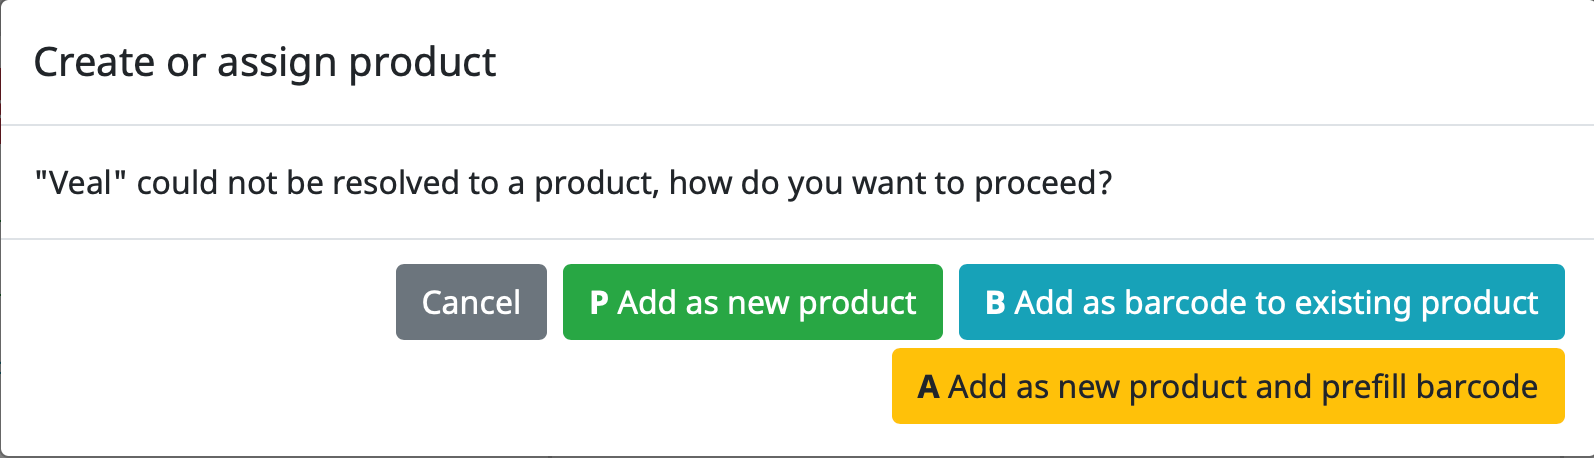 Create or assign product
"Veal" could not be resolved to a product, how do you want to proceed?
Cancel
P Add as new product
B Add as barcode to existing product
A Add as new product and prefill barcode